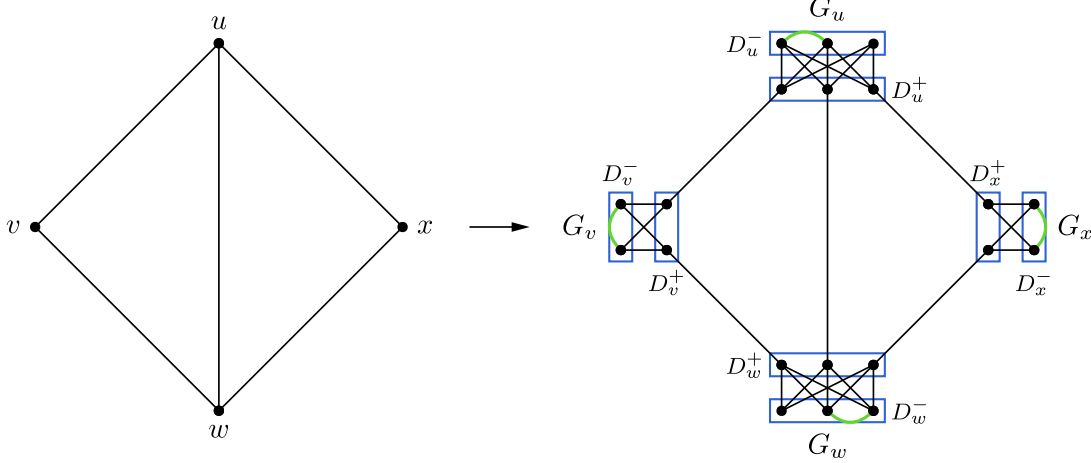 u
v
x
w
G_u
D_u^-
D_u^+
D_v^-
G_v
D_v^+
D_x^+
G_x
D_x^-
D_w^+
D_w^-
G_w